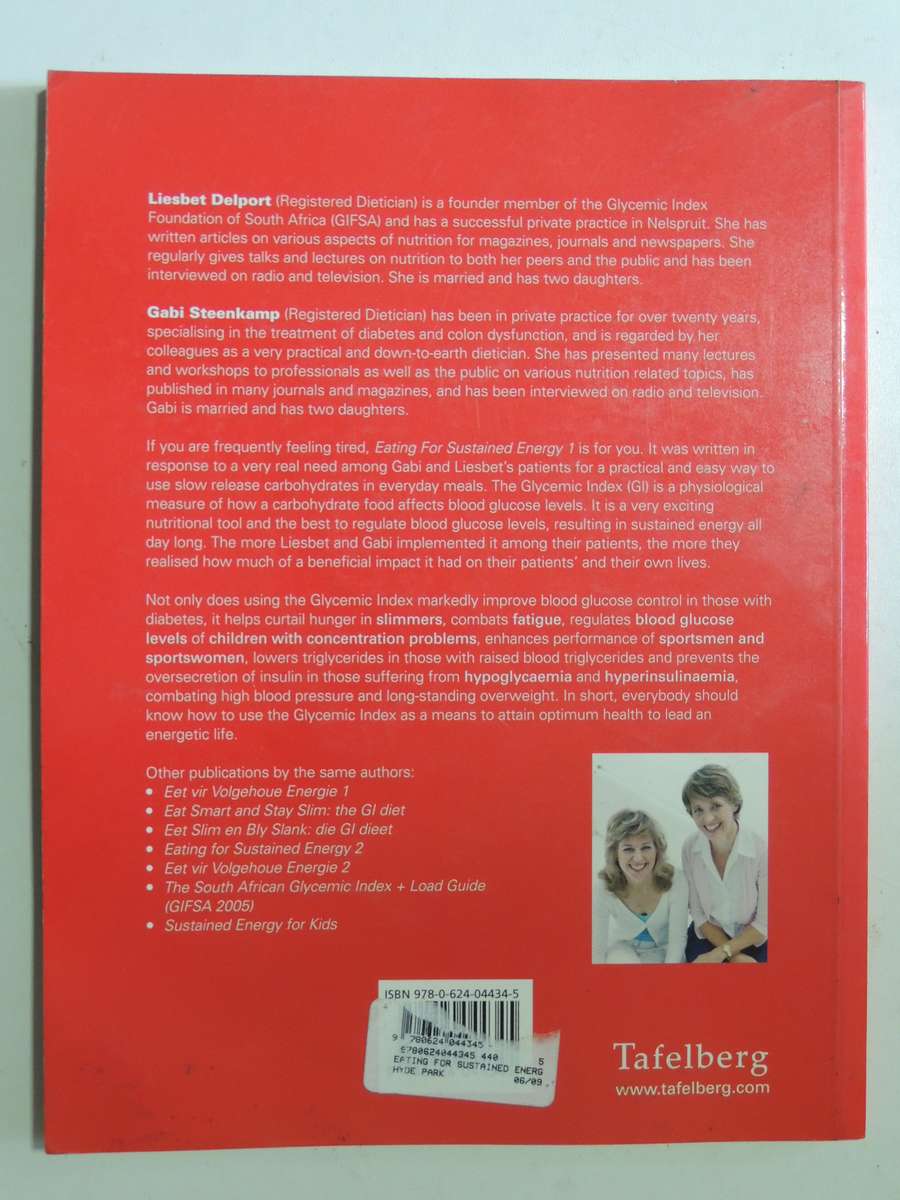 Liesbet Delport (Registered Dietician) is a founder member of the Glycemic Index
Foundation of South Africa (GIFSA) and has a successful private practice in Nelspruit. She has
written articles on various aspects of nutrition for magazines, journals and newspapers. She
regularly gives talks and lectures on nutrition to both her peers and the public and has been
interviewed on radio and television. She is married and has two daughters.
Gabi Steenkamp (Registered Dietician) has been in private practice for over twenty years,
specialising in the treatment of diabetes and colon dysfunction, and is regarded by her
colleagues as a very practical and down-to-earth dietician. She has presented many lectures
and workshops to professionals as well as the public on various nutrition related topics, has
published in many journals and magazines, and has been interviewed on radio and television.
Gabi is married and has two daughters.
If you are frequently feeling tired, Eating For Sustained Energy 1 is for you. It was written in
response to a very real need among Gabi and Liesbet's patients for a practical and easy way to
use slow release carbohydrates in everyday meals. The Glycemic Index (GI) is a physiological
measure of how a carbohydrate food affects blood glucose levels. It is a very exciting
nutritional tool and the best to regulate blood glucose levels, resulting in sustained energy all
day long. The more Liesbet and Gabi implemented it among their patients, the more they
realised how much of a beneficial impact it had on their patients' and their own lives.
Not only does using the Glycemic Index markedly improve blood glucose control in those with
diabetes, it helps curtail hunger in slimmers, combats fatigue, regulates blood glucose
levels of children with concentration problems, enhances performance of sportsmen and
sportswomen, lowers triglycerides in those with raised blood triglycerides and prevents the
oversecretion of insulin in those suffering from hypoglycaemia and hyperinsulinaemia,
combating high blood pressure and long-standing overweight. In short, everybody should
know how to use the Glycemic Index as a means to attain optimum health to lead an
energetic life.
Other publications by the same authors:
• Eet vir Volgehoue Energie 1
• Eat Smart and Stay Slim: the GI diet
• Eet Slim en Bly Slank: die GI dieet
• Eating for Sustained Energy 2
• Eet vir Volgehoue Energie 2
• The South African Glycemic Index + Load Guide
(GIFSA 2005)
• Sustained Energy for Kids
ISBN 978-0-624-04434-5
9 780624 044345
9780624044345 440 5
EATING FOR SUSTAINED ENERG
HYDE PARK 06/09
Tafelberg
www.tafelberg.com